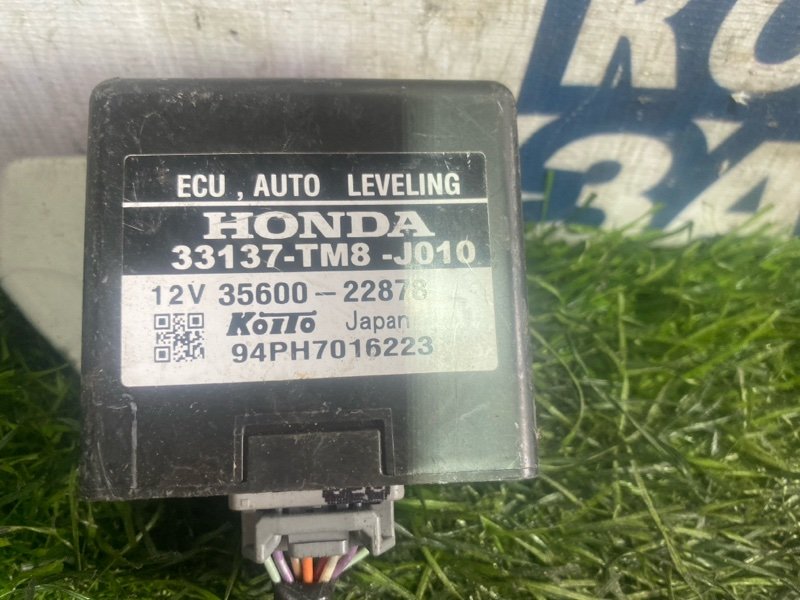 ECU , AUTO LEVELING
HONDA
33137-TM8 -J010
12V 35600-22878
KOITO Japan
94PH7016223